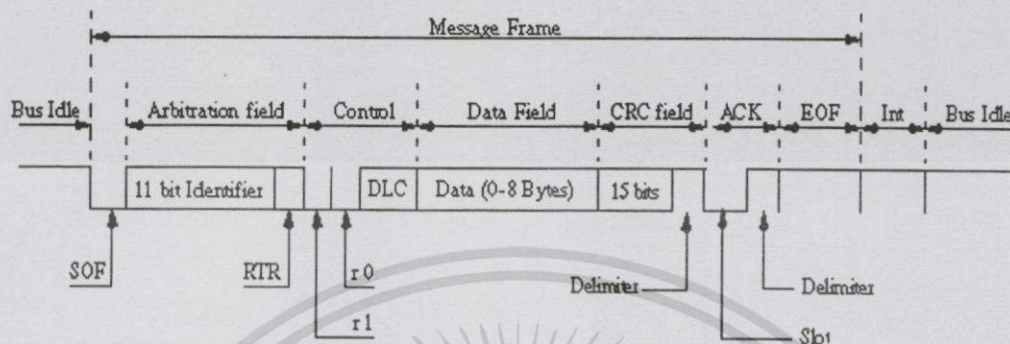 Message Frame
Bus Idle Arbitration field Control Data Field CRC field ACK EOF Int Bus Idle
11 bit Identifier DLC Data (0-8 Bytes) 15 bits
SOF RTR r0 Delimiter Delimiter
r1 Slot